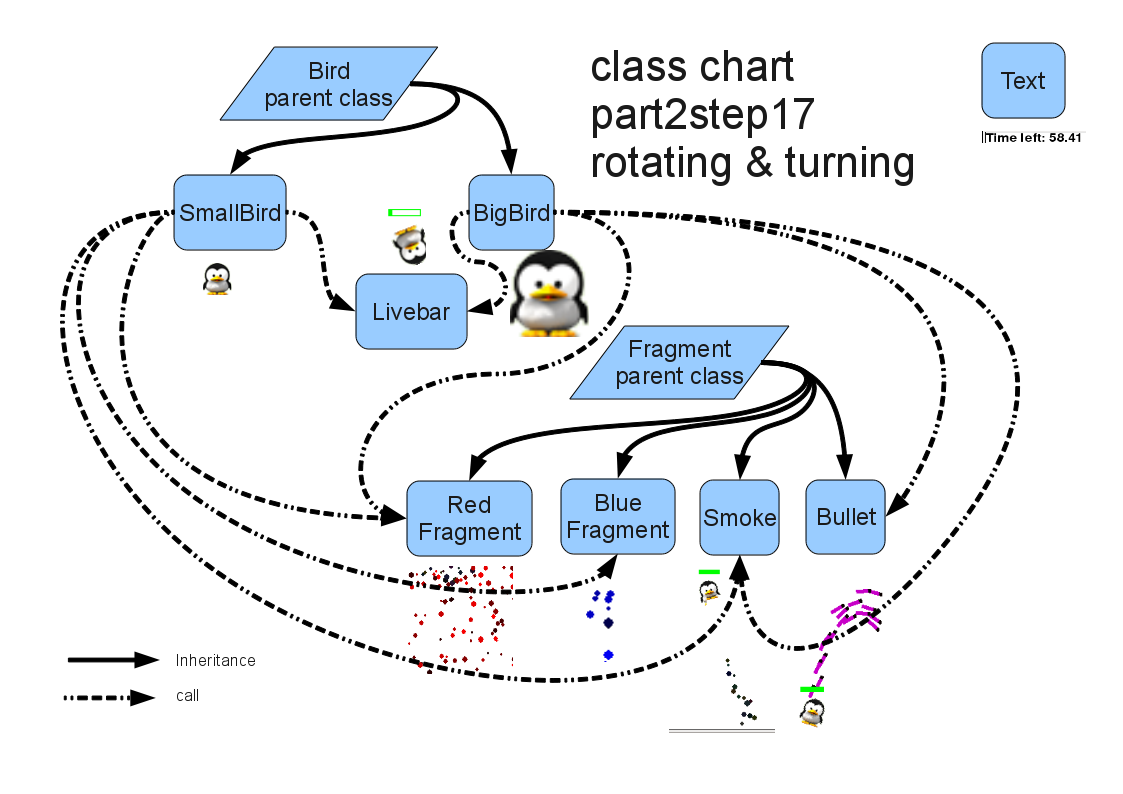 Bird
parent class
class chart
part2step17
rotating & turning
Text
Time left: 58.41
SmallBird
BigBird
Livebar
Fragment
parent class
Red
Fragment
Blue
Fragment
Smoke
Bullet
Inheritance
call